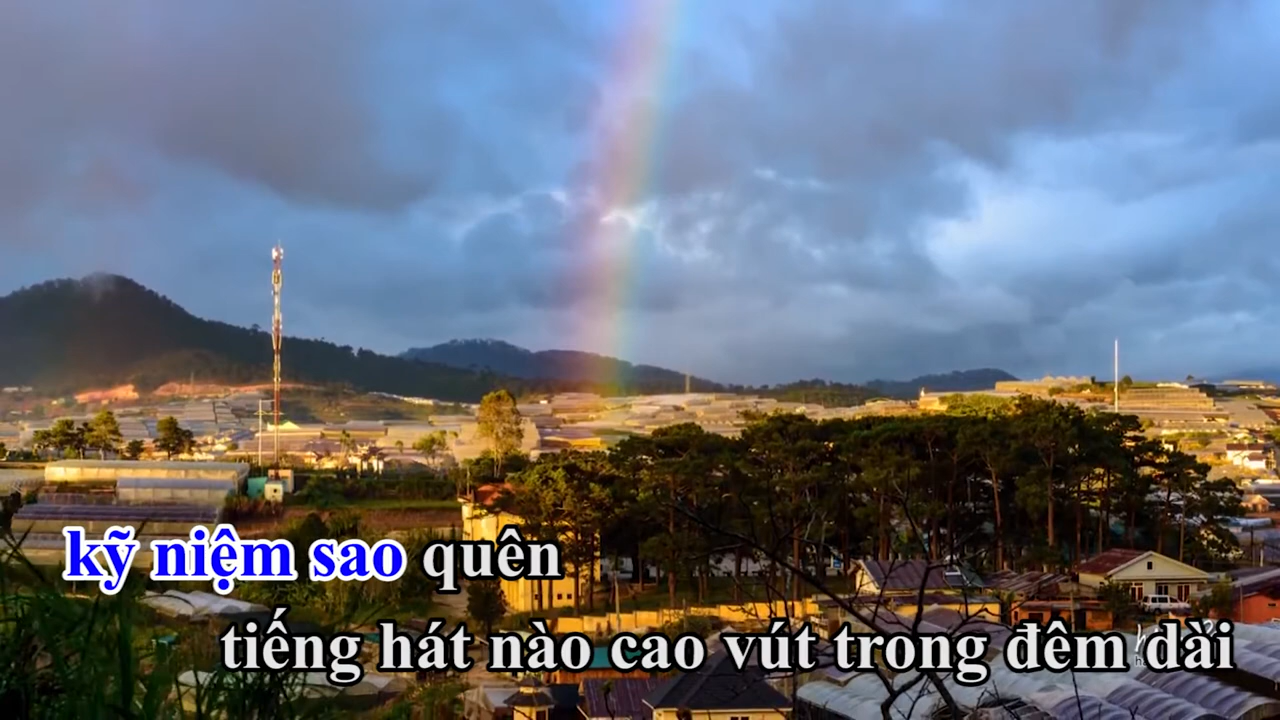 kỹ niệm sao quên
tiếng hát nào cao vút trong đêm dài